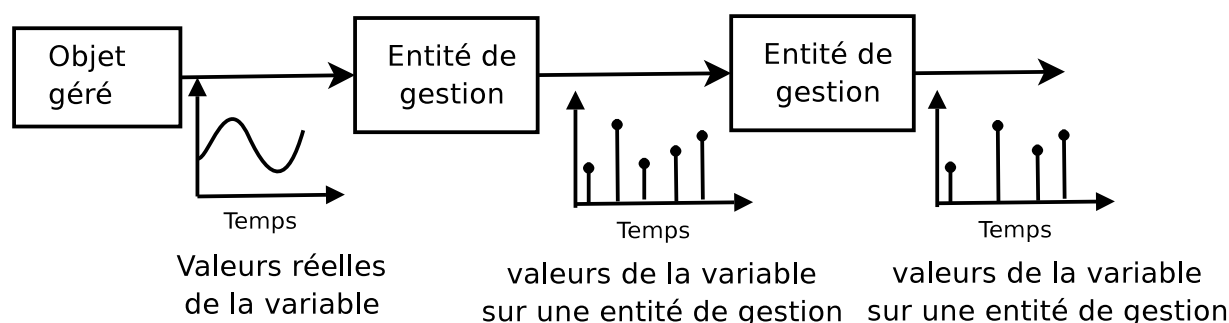 Objet
géré
Entité de
gestion
Entité de
gestion
Temps
Temps
Temps
Valeurs réelles
de la variable
valeurs de la variable
sur une entité de gestion
valeurs de la variable
sur une entité de gestion